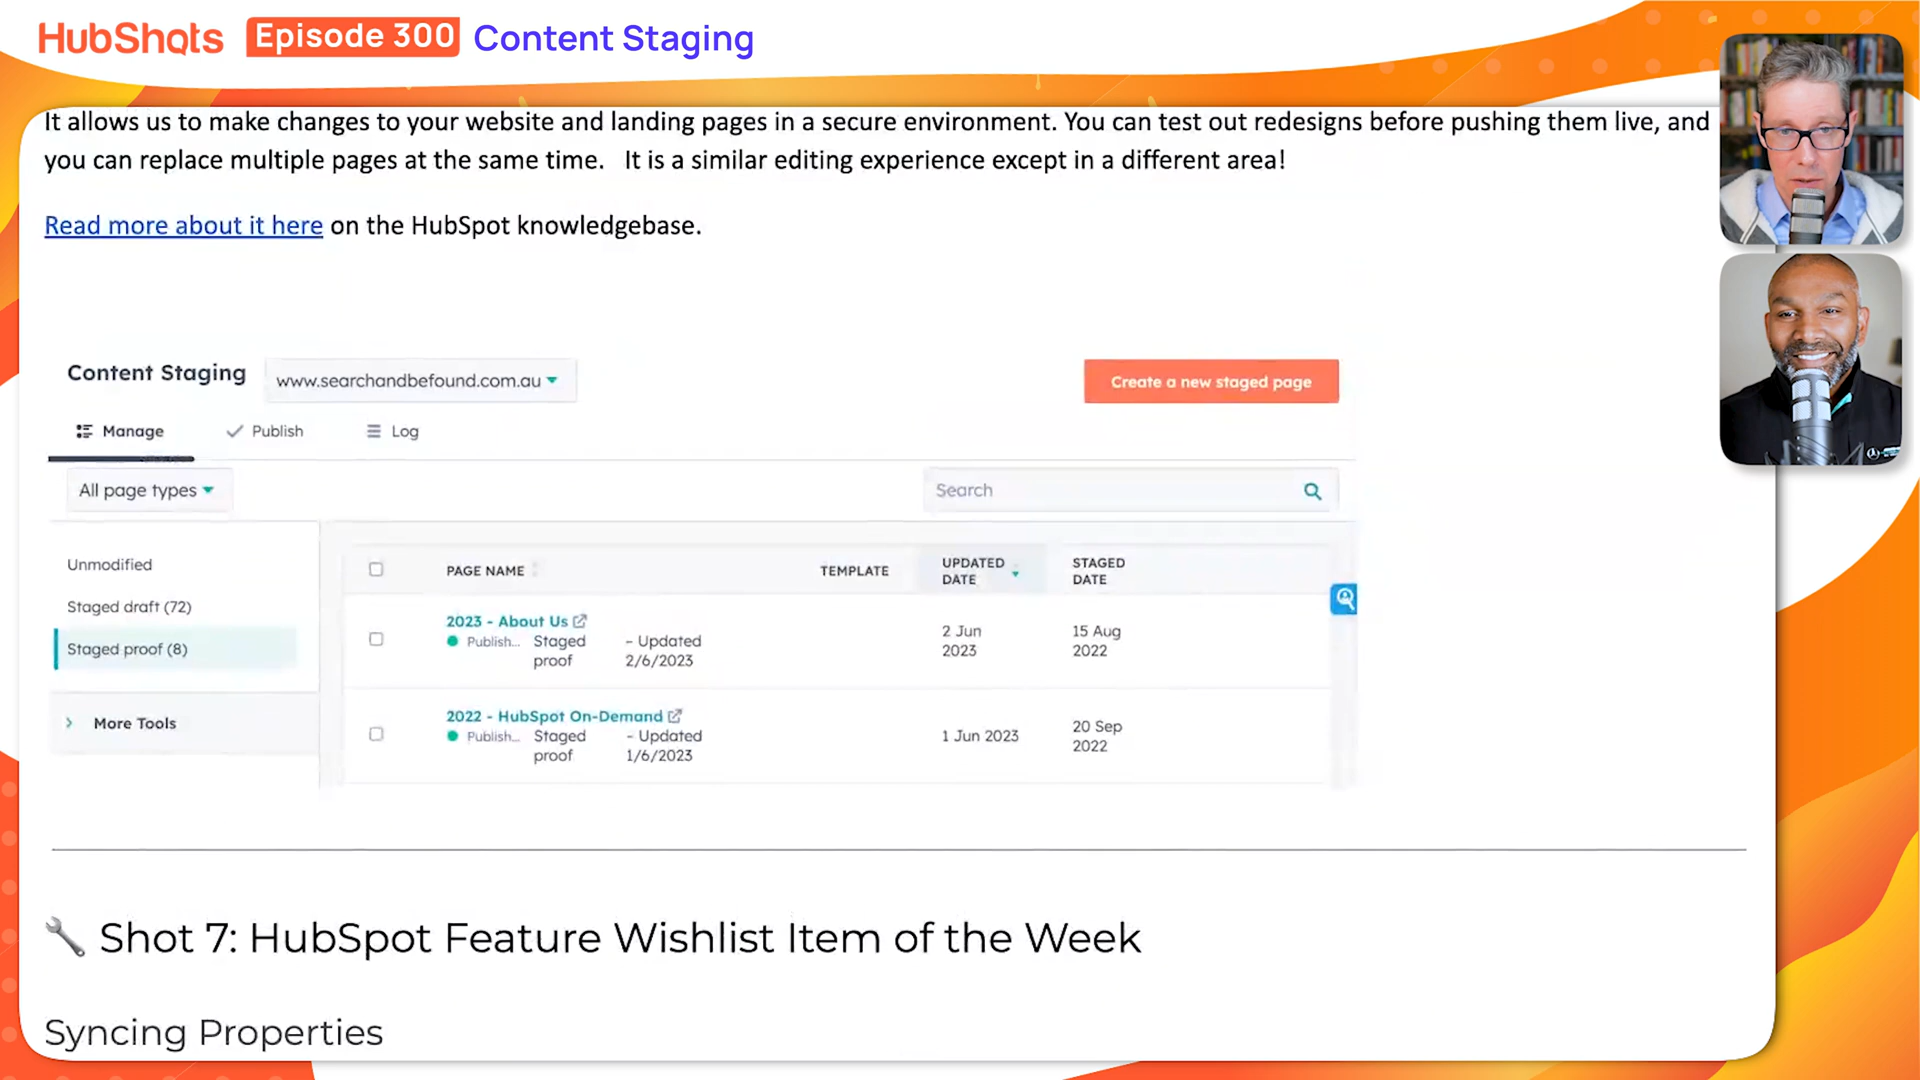 HubShots Episode 300 Content Staging
It allows us to make changes to your website and landing pages in a secure environment. You can test out redesigns before pushing them live, and
you can replace multiple pages at the same time. It is a similar editing experience except in a different area!
Read more about it here on the HubSpot knowledgebase.
Content Staging www.searchandbefound.com.au Create a new staged page
Manage Publish Log
All page types Search
Unmodified
Staged draft (72)
Staged proof (8)
More Tools
PAGE NAME TEMPLATE UPDATED DATE STAGED DATE
2023 - About Us
Publish... Staged proof - Updated 2/6/2023 2 Jun 2023 15 Aug 2022
2022 - HubSpot On-Demand
Publish... Staged proof - Updated 1/6/2023 1 Jun 2023 20 Sep 2022
Shot 7: HubSpot Feature Wishlist Item of the Week
Syncing Properties